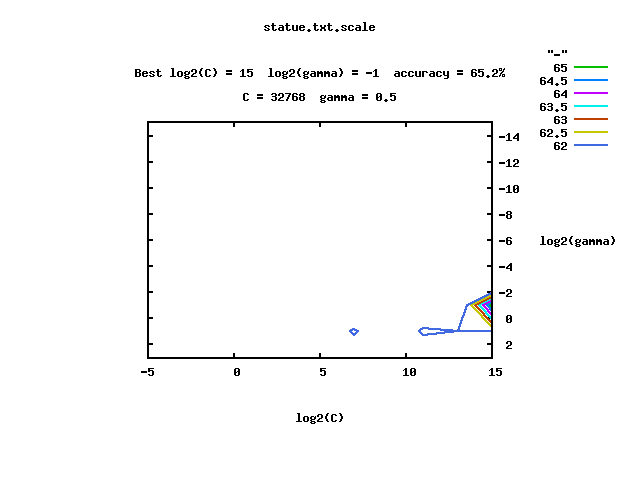 statue.txt.scale
Best log2(C) = 15  log2(gamma) = -1  accuracy = 65.2%
C = 32768  gamma = 0.5
"-"
65
64.5
64
63.5
63
62.5
62
-14
-12
-10
-8
-6
-4
-2
0
2
log2(gamma)
-5 0 5 10 15
log2(C)